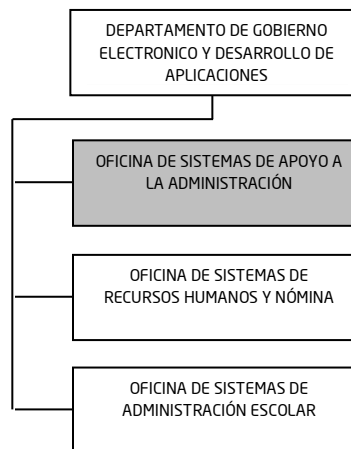 DEPARTAMENTO DE GOBIERNO
ELECTRONICO Y DESARROLLO DE
APLICACIONES
OFICINA DE SISTEMAS DE APOYO A
LA ADMINISTRACIÓN
OFICINA DE SISTEMAS DE
RECURSOS HUMANOS Y NÓMINA
OFICINA DE SISTEMAS DE
ADMINISTRACIÓN ESCOLAR